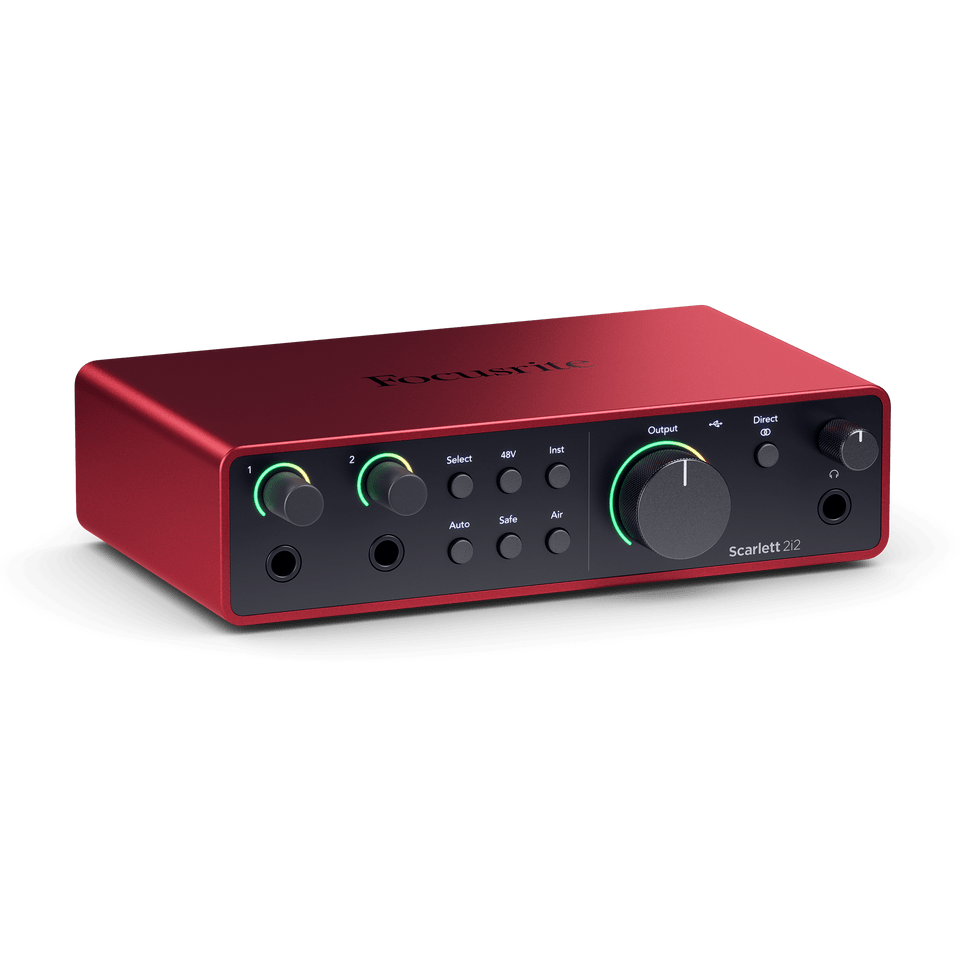 Focusrite
1
2
Select
48V
Inst
Auto
Safe
Air
Output
Direct
Scarlett 2i2